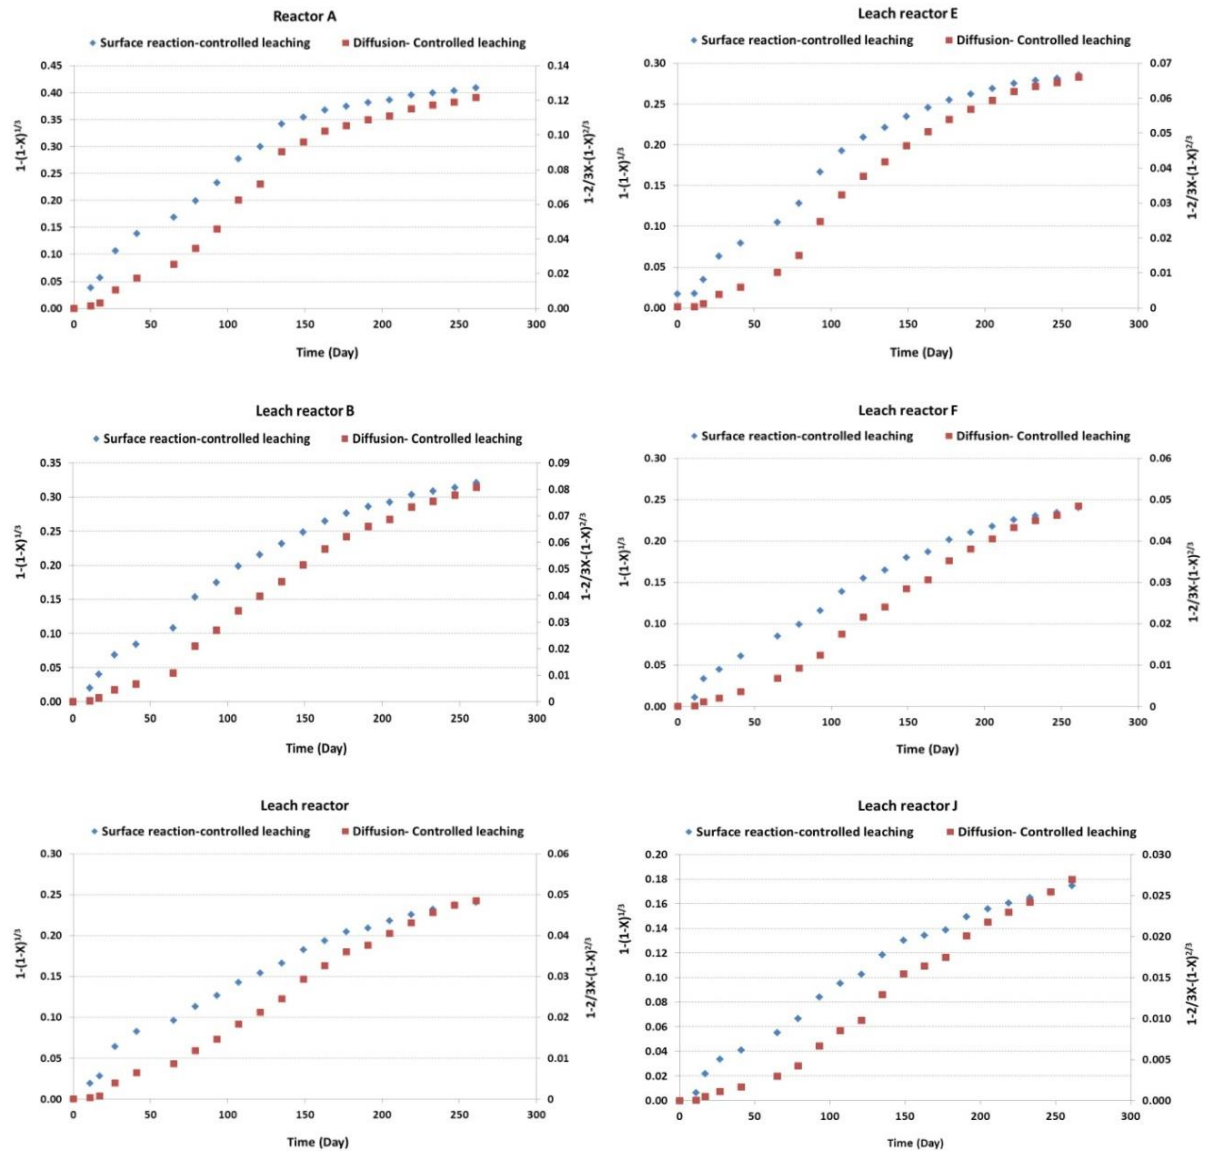 Reactor A
Surface reaction-controlled leaching Diffusion- Controlled leaching
0.45
0.40
0.35
0.30
0.25
0.20
0.15
0.10
0.05
0.00
1-(1-X)1/3
0.14
0.12
0.10
0.08
0.06
0.04
0.02
0.00
1-2/3X-(1-X)2/3
0 50 100 150 200 250 300
Time (Day)
Leach reactor E
Surface reaction-controlled leaching Diffusion- Controlled leaching
0.30
0.25
0.20
0.15
0.10
0.05
0.00
1-(1-X)1/3
0.07
0.06
0.05
0.04
0.03
0.02
0.01
0
1-2/3X-(1-X)2/3
0 50 100 150 200 250 300
Time (Day)
Leach reactor B
Surface reaction-controlled leaching Diffusion- Controlled leaching
0.35
0.30
0.25
0.20
0.15
0.10
0.05
0.00
1-(1-X)1/3
0.09
0.08
0.07
0.06
0.05
0.04
0.03
0.02
0.01
0
1-2/3X-(1-X)2/3
0 50 100 150 200 250 300
Time (Day)
Leach reactor F
Surface reaction-controlled leaching Diffusion- Controlled leaching
0.30
0.25
0.20
0.15
0.10
0.05
0.00
1-(1-X)1/3
0.06
0.05
0.04
0.03
0.02
0.01
0
1-2/3X-(1-X)2/3
0 50 100 150 200 250 300
Time (Day)
Leach reactor
Surface reaction-controlled leaching Diffusion- Controlled leaching
0.30
0.25
0.20
0.15
0.10
0.05
0.00
1-(1-X)1/3
0.06
0.05
0.04
0.03
0.02
0.01
0
1-2/3X-(1-X)2/3
0 50 100 150 200 250 300
Time (Day)
Leach reactor J
Surface reaction-controlled leaching Diffusion- Controlled leaching
0.20
0.18
0.16
0.14
0.12
0.10
0.08
0.06
0.04
0.02
0.00
1-(1-X)1/3
0.030
0.025
0.020
0.015
0.010
0.005
0.000
1-2/3X-(1-X)2/3
0 50 100 150 200 250 300
Time (Day)